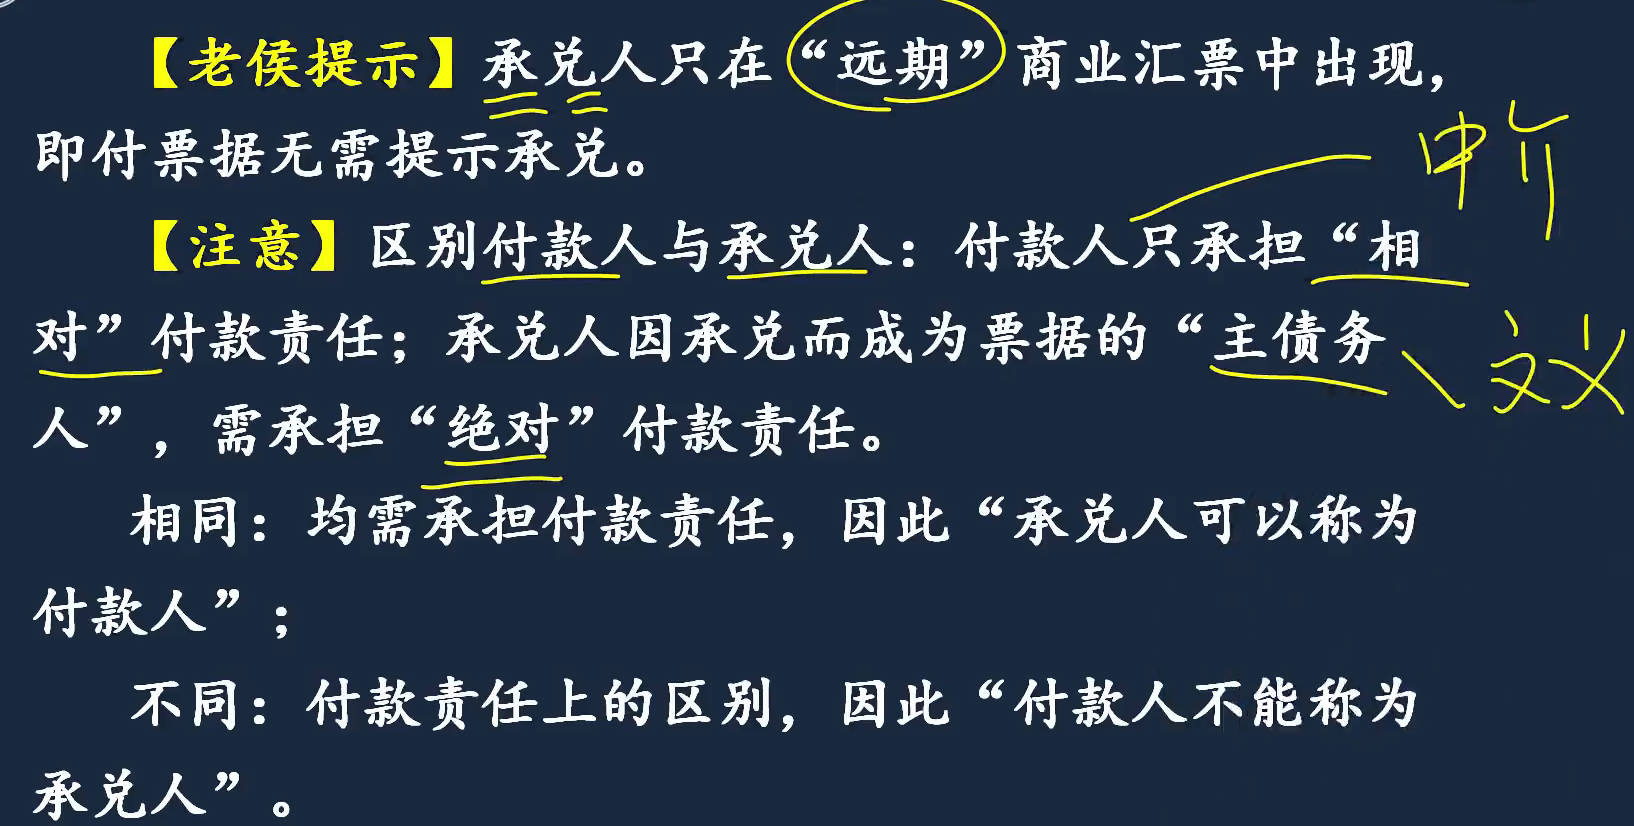 【老侯提示】承兑人只在“远期”商业汇票中出现，
即付票据无需提示承兑。
中介
【注意】区别付款人与承兑人：付款人只承担“相
对”付款责任；承兑人因承兑而成为票据的“主债务
文义
人”，需承担“绝对”付款责任。
相同：均需承担付款责任，因此“承兑人可以称为
付款人”；
不同：付款责任上的区别，因此“付款人不能称为
承兑人”。